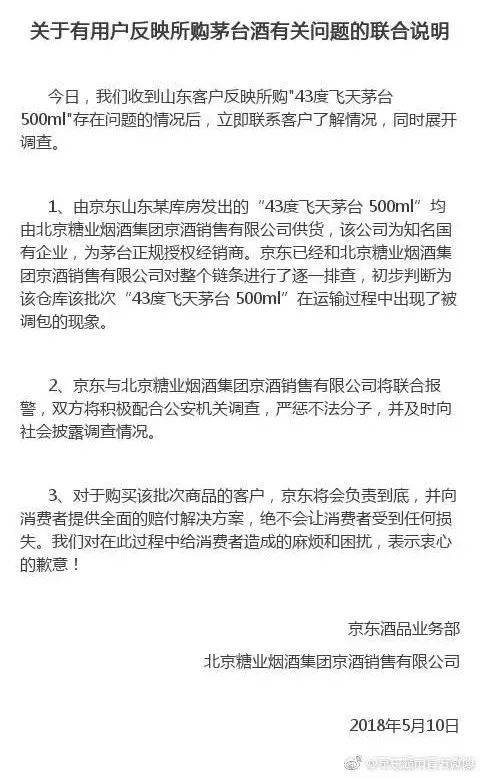 关于有用户反映所购茅台酒有关问题的联合说明
今日，我们收到山东客户反映所购"43度飞天茅台
500ml"存在问题的情况后，立即联系客户了解情况，同时展开
调查。
1、由京东山东某库房发出的“43度飞天茅台 500ml”均
由北京糖业烟酒集团京酒销售有限公司供货，该公司为知名国
有企业，为茅台正规授权经销商。京东已经和北京糖业烟酒集
团京酒销售有限公司对整个链条进行了逐一排查，初步判断为
该仓库该批次“43度飞天茅台 500ml”在运输过程中出现了被
调包的现象。
2、京东与北京糖业烟酒集团京酒销售有限公司将联合报
警，双方将积极配合公安机关调查，严惩不法分子，并及时向
社会披露调查情况。
3、对于购买该批次商品的客户，京东将会负责到底，并向
消费者提供全面的赔付解决方案，绝不会让消费者受到任何损
失。我们对在此过程中给消费者造成的麻烦和困扰，表示衷心
的歉意！
京东酒品业务部
北京糖业烟酒集团京酒销售有限公司
2018年5月10日